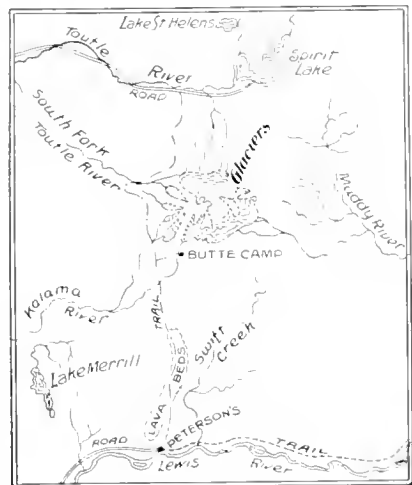 Lake St Helens
Toutle
River
ROAD
Spirit
Lake
South Fork
Toutle River
Glaciers
Muddy River
BUTTE CAMP
Kalama
River
TRAIL
Swift
Creek
Lake Merrill
LAVA
BEDS
PETERSON'S
ROAD
TRAIL
Lewis
River